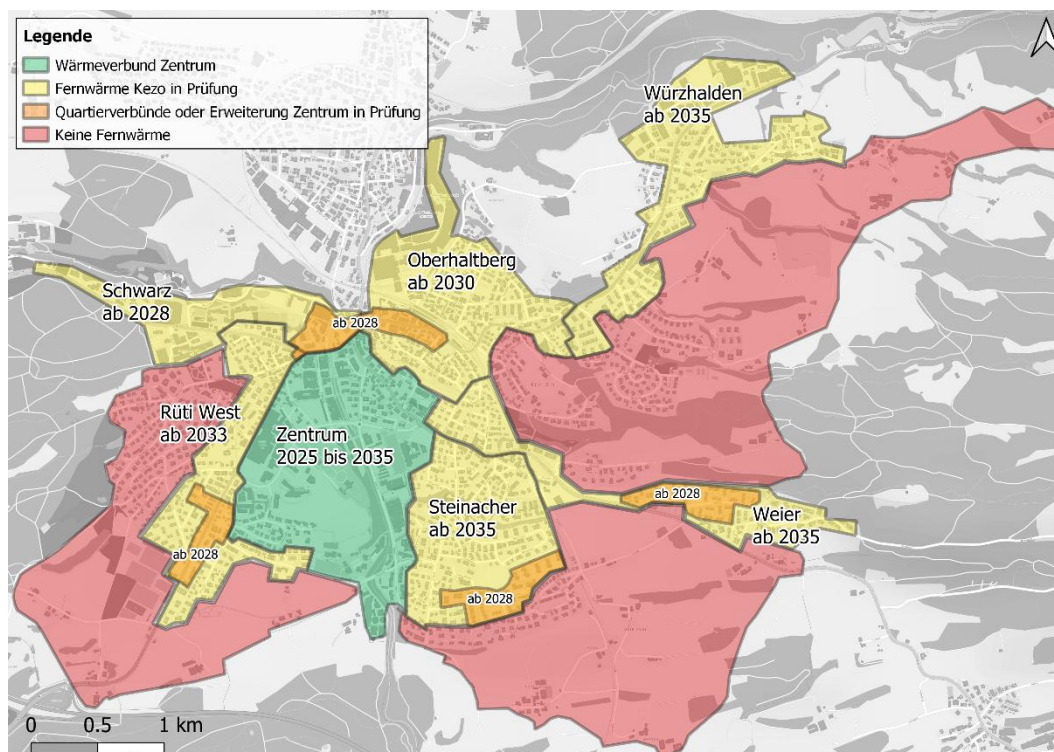 Legende
Wärmeverbund Zentrum
Fernwärme Kezo in Prüfung
Quartierverbünde oder Erweiterung Zentrum in Prüfung
Keine Fernwärme
Würzhalden
ab 2035
Oberhaltberg
ab 2030
Schwarz
ab 2028
ab 2028
Rüti West
ab 2033
Zentrum
2025 bis 2035
Steinacher
ab 2035
ab 2028
Weier
ab 2035
ab 2028
ab 2028
0 0.5 1 km